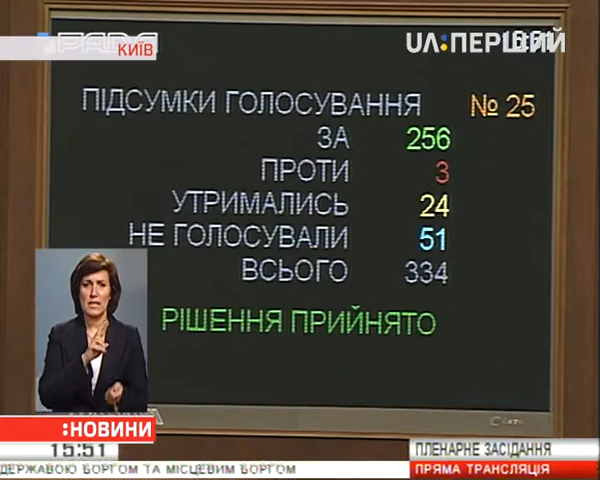 РАДА
КИЇВ
UA:ПЕРШИЙ
ПІДСУМКИ ГОЛОСУВАННЯ № 25
ЗА 256
ПРОТИ 3
УТРИМАЛИСЬ 24
НЕ ГОЛОСУВАЛИ 51
ВСЬОГО 334
РІШЕННЯ ПРИЙНЯТО
:НОВИНИ
15:51
ПЛЕНАРНЕ ЗАСІДАННЯ
ДЕРЖАВОЮ БОРГОМ ТА МІСЦЕВИМ БОРГОМ
ПРЯМА ТРАНСЛЯЦІЯ